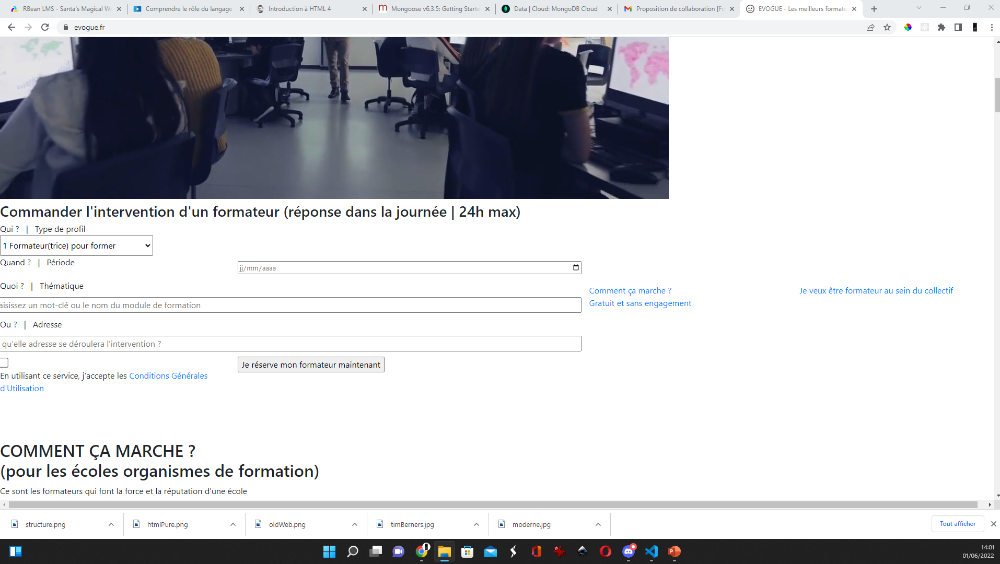 RBean LMS - Santa's Magical Wo
Comprendre le rôle du langage
Introduction à HTML 4
Mongoose v6.3.5: Getting Starte
Data | Cloud: MongoDB Cloud
Proposition de collaboration [Fo
EVOGUE - Les meilleurs formate
evogue.fr
Commander l'intervention d'un formateur (réponse dans la journée | 24h max)
Qui ? | Type de profil
1 Formateur(trice) pour former
Quand ? | Période
jj/mm/aaaa
Quoi ? | Thématique
aisissez un mot-clé ou le nom du module de formation
Comment ça marche ?
Gratuit et sans engagement
Je veux être formateur au sein du collectif
Ou ? | Adresse
qu'elle adresse se déroulera l'intervention ?
Je réserve mon formateur maintenant
En utilisant ce service, j'accepte les Conditions Générales
d'Utilisation
COMMENT ÇA MARCHE ?
(pour les écoles organismes de formation)
Ce sont les formateurs qui font la force et la réputation d'une école
structure.png
htmlPure.png
oldWeb.png
timBerners.jpg
moderne.jpg
Tout afficher
14:01
01/06/2022